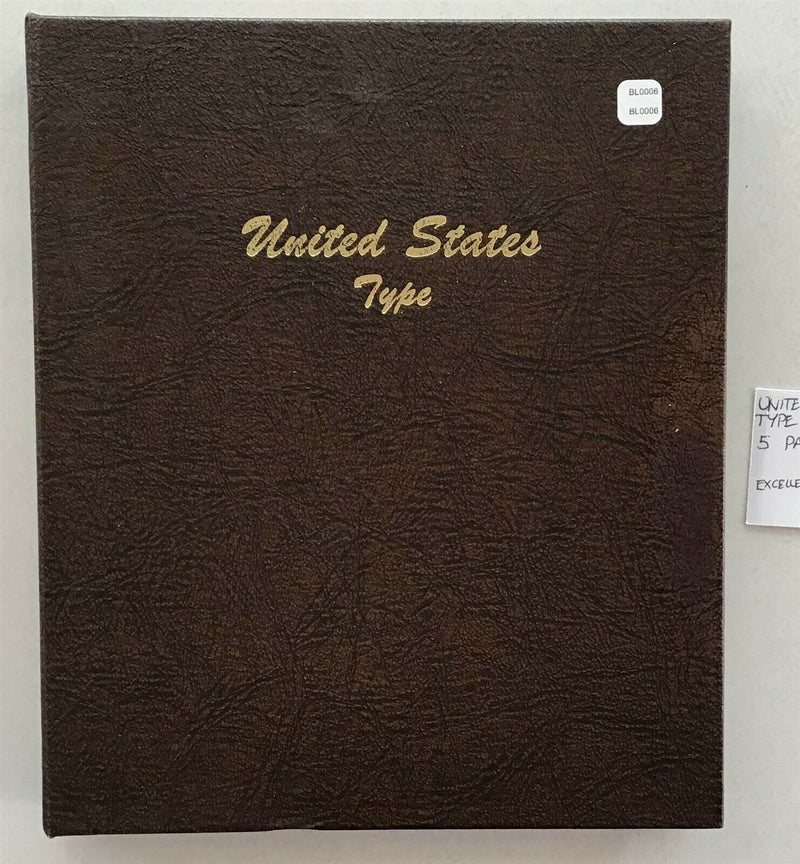 BL0006
BL0006
United States
Type
UNITE
TYPE
5 PA
EXCELLE